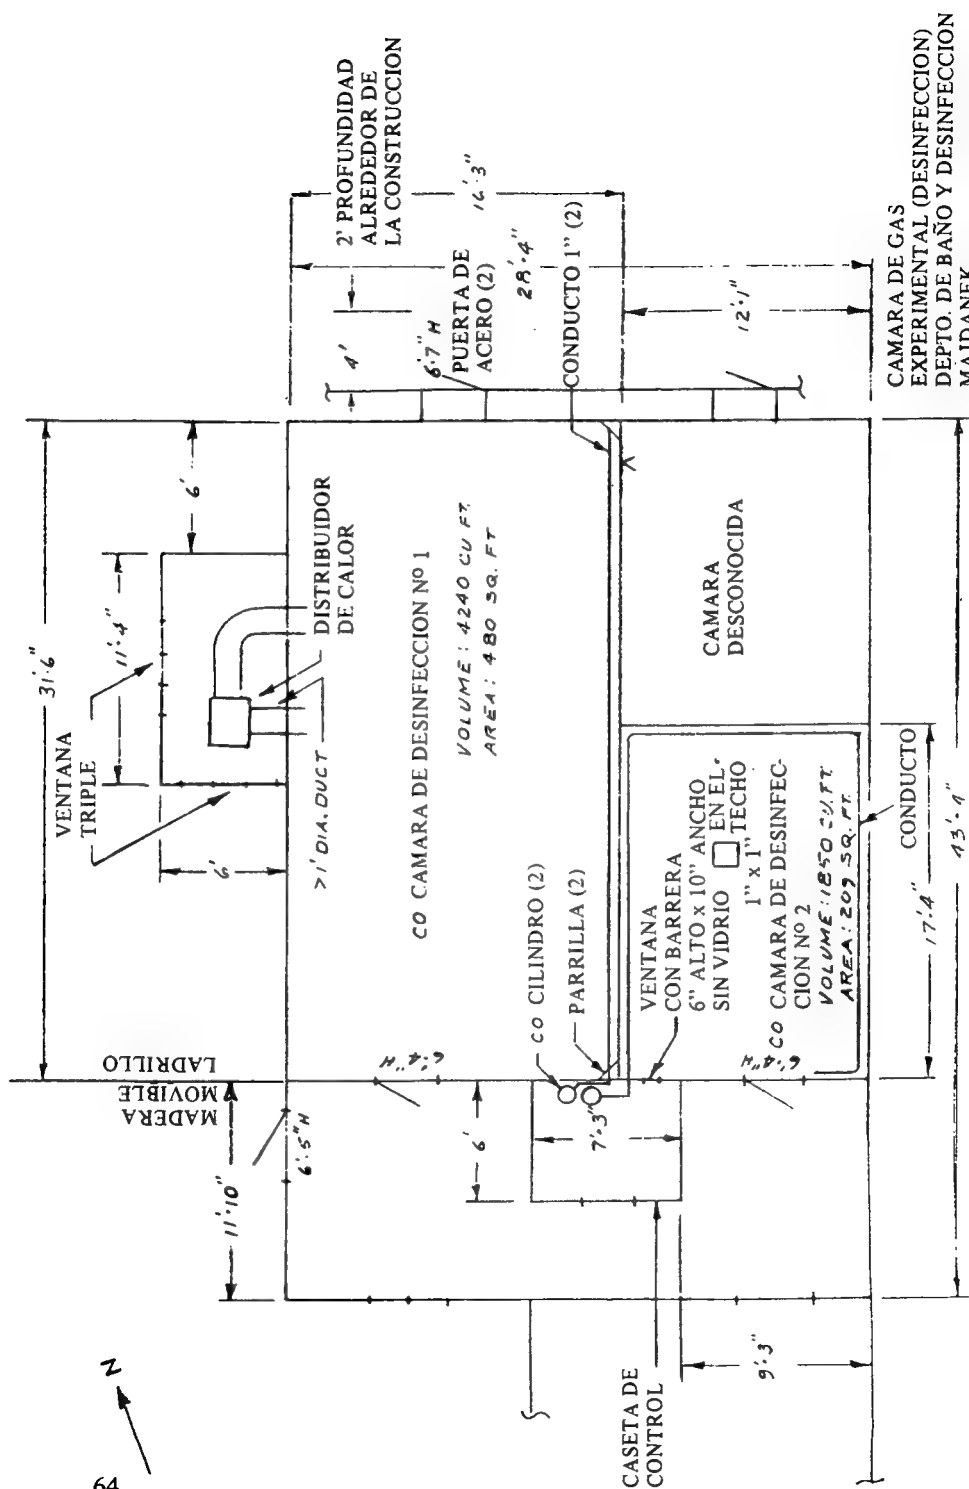 64
N
31'.6"
11'.10"
LADRILLO
MADERA
MOVIBLE
VENTANA
TRIPLE
11'.4"
6'
6'
DISTRIBUIDOR
DE CALOR
>1' DIA. DUCT
6'.5" H
2' PROFUNDIDAD
ALREDEDOR DE
LA CONSTRUCCION
4'
6'.7" H
PUERTA DE
ACERO (2)
16'.3"
28'.4"
CONDUCTO 1" (2)
12'.1"
CO CAMARA DE DESINFECCION Nº 1
VOLUME: 4240 CU FT.
AREA: 480 SQ. FT
6'.4" H
CO CILINDRO (2)
PARRILLA (2)
6'
7'.3"
VENTANA
CON BARRERA
6" ALTO x 10" ANCHO
SIN VIDRIO EN EL
TECHO
1" x 1"
CO CAMARA DE DESINFEC-
CION Nº 2
VOLUME: 1850 CU. FT.
AREA: 209 SQ. FT.
6'.4" H
CAMARA
DESCONOCIDA
CONDUCTO
17'.4"
43'.4"
CASETA DE
CONTROL
9'.3"
CAMARA DE GAS
EXPERIMENTAL (DESINFECCION)
DEPTO. DE BAÑO Y DESINFECCION
MAJDANEK